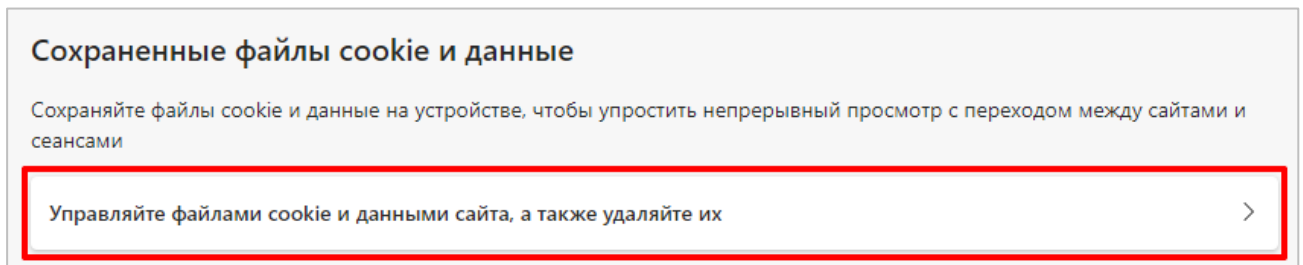 Сохраненные файлы cookie и данные
Сохраняйте файлы cookie и данные на устройстве, чтобы упростить непрерывный просмотр с переходом между сайтами и
сеансами
Управляйте файлами cookie и данными сайта, а также удаляйте их